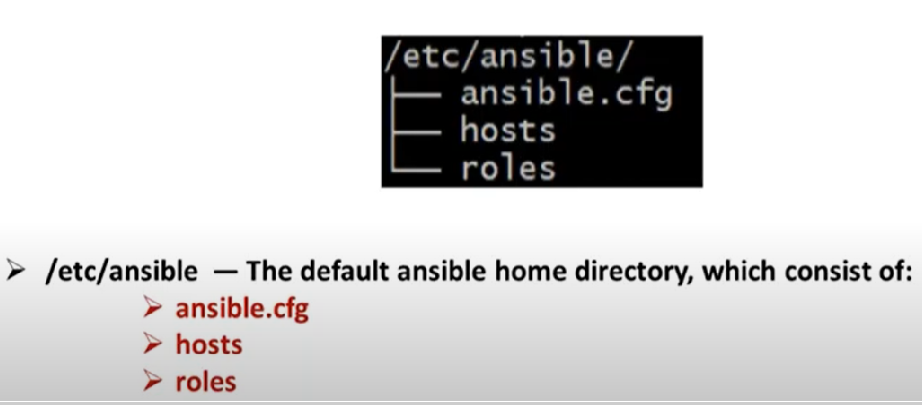 /etc/ansible/
├── ansible.cfg
├── hosts
└── roles
➢ /etc/ansible — The default ansible home directory, which consist of:
➢ ansible.cfg
➢ hosts
➢ roles